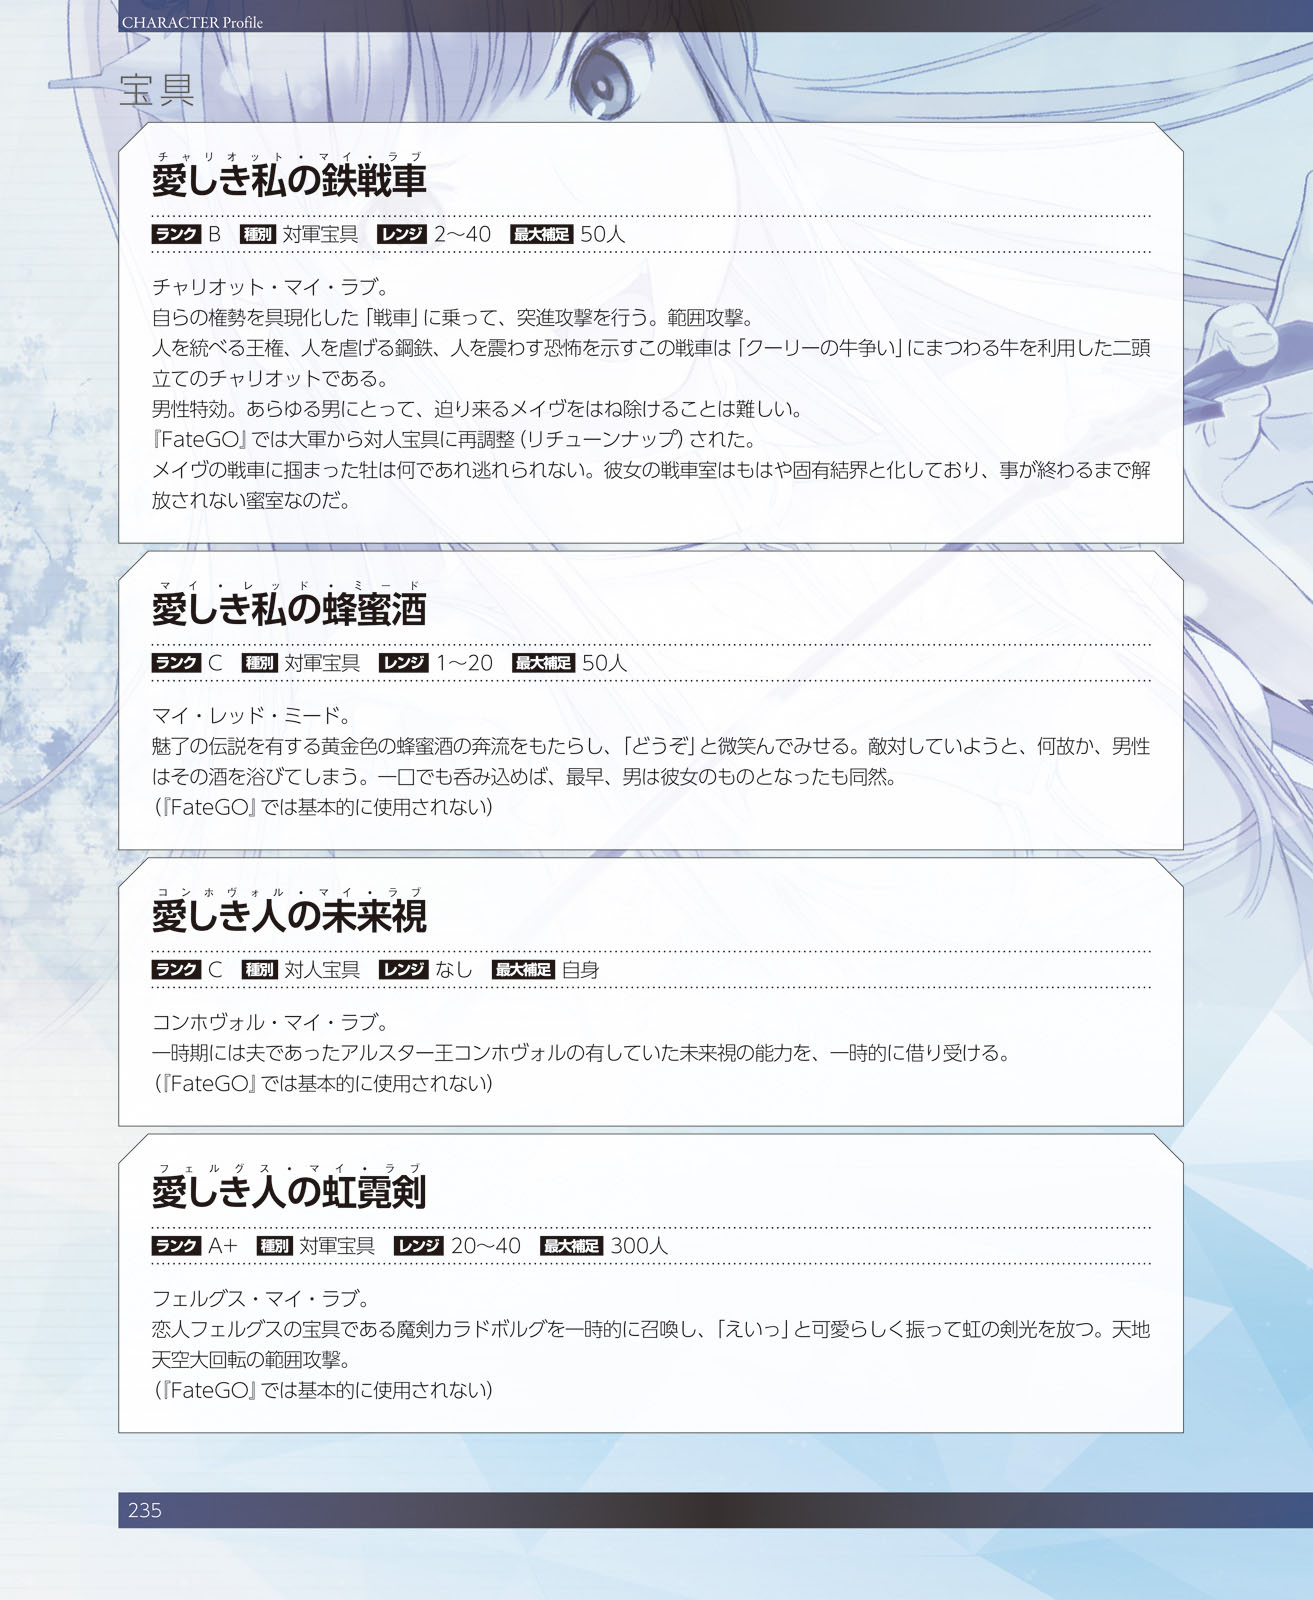 CHARACTER Profile
宝具
チャリオット・マイ・ラブ
愛しき私の鉄戦車
ランク B 種別 対軍宝具 レンジ 2〜40 最大補足 50人
チャリオット・マイ・ラブ。
自らの権勢を具現化した「戦車」に乗って、突進攻撃を行う。範囲攻撃。
人を統べる王権、人を虐げる鋼鉄、人を震わす恐怖を示すこの戦車は「クーリーの牛争い」にまつわる牛を利用した二頭
立てのチャリオットである。
男性特効。あらゆる男にとって、迫り来るメイヴをはね除けることは難しい。
『FateGO』では大軍から対人宝具に再調整（リチューンナップ）された。
メイヴの戦車に掴まった牡は何であれ逃れられない。彼女の戦車室はもはや固有結界と化しており、事が終わるまで解
放されない蜜室なのだ。
マイ・レッド・ミード
愛しき私の蜂蜜酒
ランク C 種別 対軍宝具 レンジ 1〜20 最大補足 50人
マイ・レッド・ミード。
魅了の伝説を有する黄金色の蜂蜜酒の奔流をもたらし、「どうぞ」と微笑んでみせる。敵対していようと、何故か、男性
はその酒を浴びてしまう。一口でも呑み込めば、最早、男は彼女のものとなったも同然。
（『FateGO』では基本的に使用されない）
コンホヴォル・マイ・ラブ
愛しき人の未来視
ランク C 種別 対人宝具 レンジ なし 最大補足 自身
コンホヴォル・マイ・ラブ。
一時期には夫であったアルスター王コンホヴォルの有していた未来視の能力を、一時的に借り受ける。
（『FateGO』では基本的に使用されない）
フェルグス・マイ・ラブ
愛しき人の虹霓剣
ランク A+ 種別 対軍宝具 レンジ 20〜40 最大補足 300人
フェルグス・マイ・ラブ。
恋人フェルグスの宝具である魔剣カラドボルグを一時的に召喚し、「えいっ」と可愛らしく振って虹の剣光を放つ。天地
天空大回転の範囲攻撃。
（『FateGO』では基本的に使用されない）
235